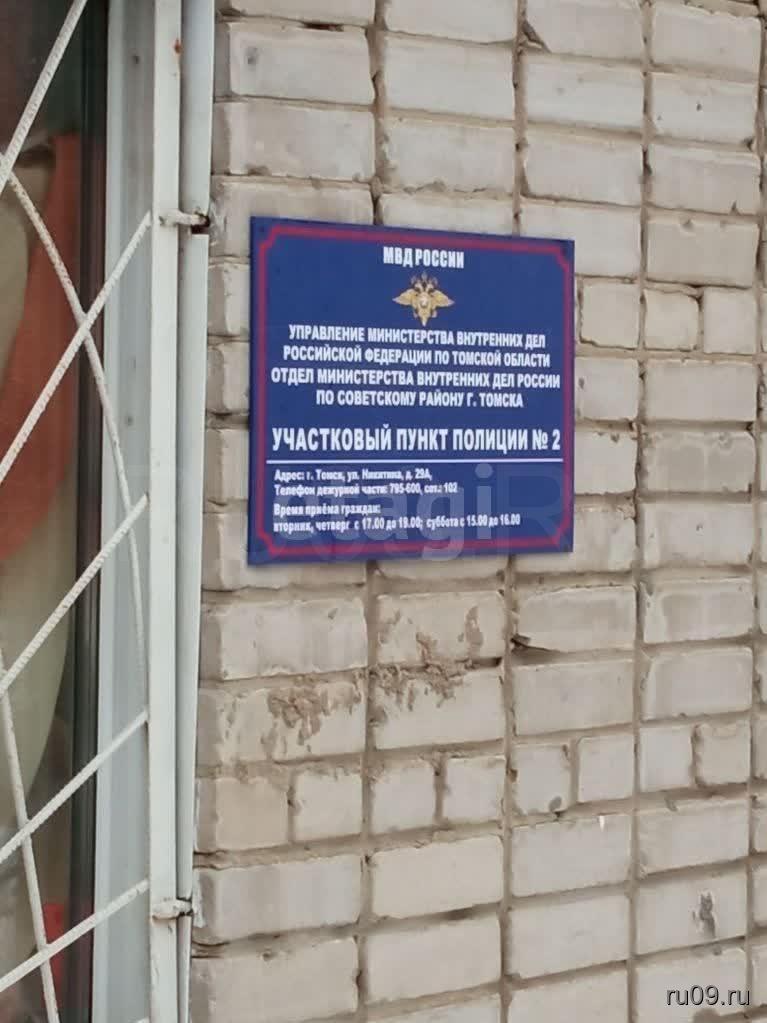 МВД РОССИИ
УПРАВЛЕНИЕ МИНИСТЕРСТВА ВНУТРЕННИХ ДЕЛ
РОССИЙСКОЙ ФЕДЕРАЦИИ ПО ТОМСКОЙ ОБЛАСТИ
ОТДЕЛ МИНИСТЕРСТВА ВНУТРЕННИХ ДЕЛ РОССИИ
ПО СОВЕТСКОМУ РАЙОНУ Г. ТОМСКА
УЧАСТКОВЫЙ ПУНКТ ПОЛИЦИИ № 2
Адрес: г. Томск, ул. Никитина, д. 29А,
Телефон дежурной части: 795-600, сот.: 102
Время приёма граждан:
вторник, четверг с 17.00 до 19.00; суббота с 15.00 до 16.00
ru09.ru